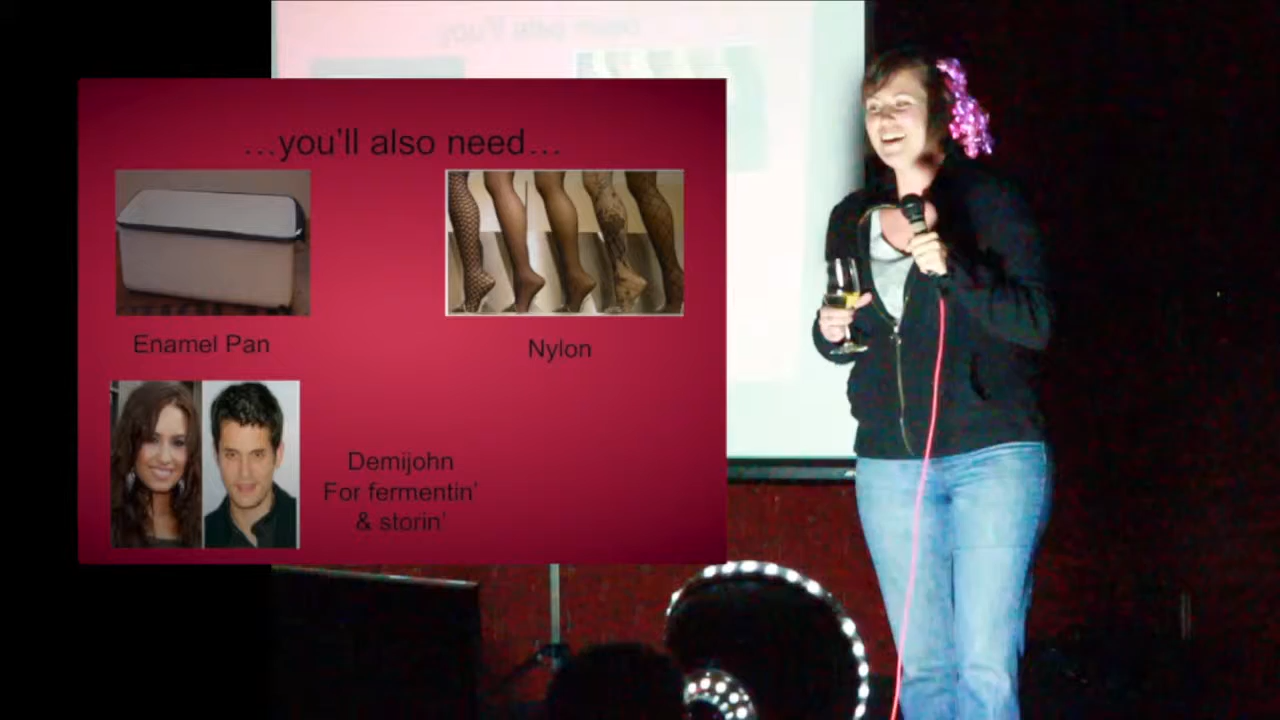 …you'll also need…
Enamel Pan
Nylon
Demijohn
For fermentin'
& storin'